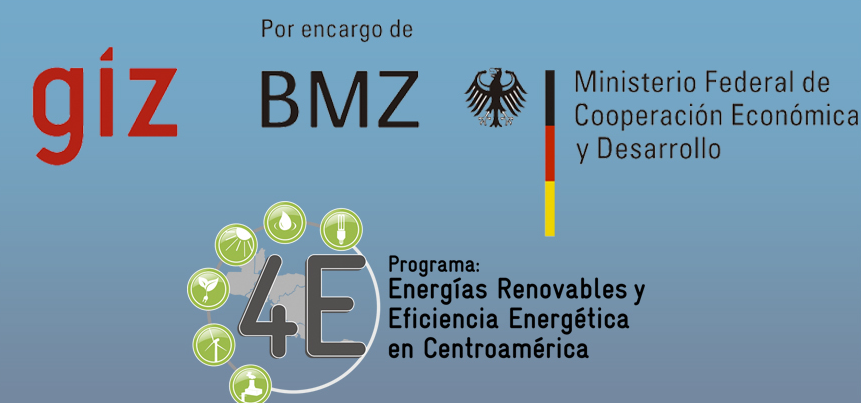 giz
Por encargo de
BMZ
Ministerio Federal de
Cooperación Económica
y Desarrollo
4E
Programa:
Energías Renovables y
Eficiencia Energética
en Centroamérica